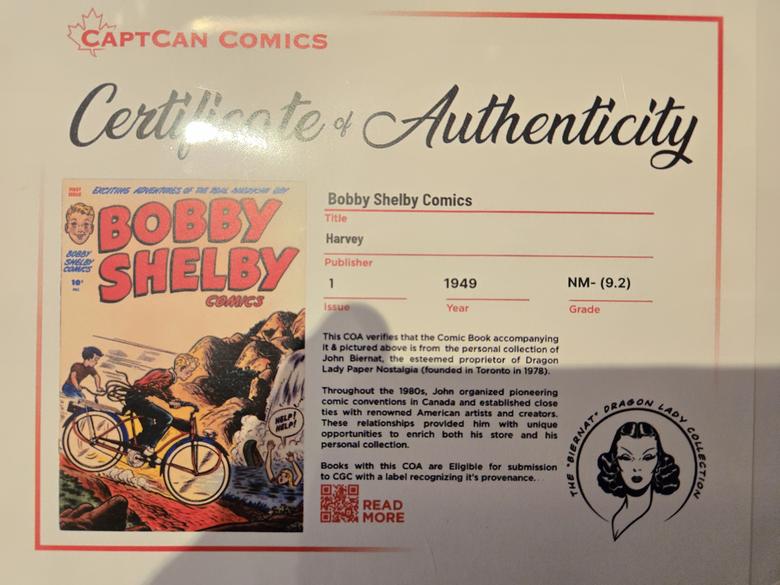 CAPTCAN COMICS
Certificate of Authenticity
FIRST
ISSUE
EXCITING ADVENTURES OF THE REAL AMERICAN BOY
BOBBY
SHELBY
COMICS
BOBBY
SHELBY
COMICS
10¢
HELP!
HELP!
Bobby Shelby Comics
Title
Harvey
Publisher
1 1949 NM- (9.2)
Issue Year Grade
This COA verifies that the Comic Book accompanying
it & pictured above is from the personal collection of
John Biernat, the esteemed proprietor of Dragon
Lady Paper Nostalgia (founded in Toronto in 1978).
Throughout the 1980s, John organized pioneering
comic conventions in Canada and established close
ties with renowned American artists and creators.
These relationships provided him with unique
opportunities to enrich both his store and his
personal collection.
Books with this COA are Eligible for submission
to CGC with a label recognizing it's provenance...
READ
MORE
THE "BIERNAT" DRAGON LADY COLLECTION